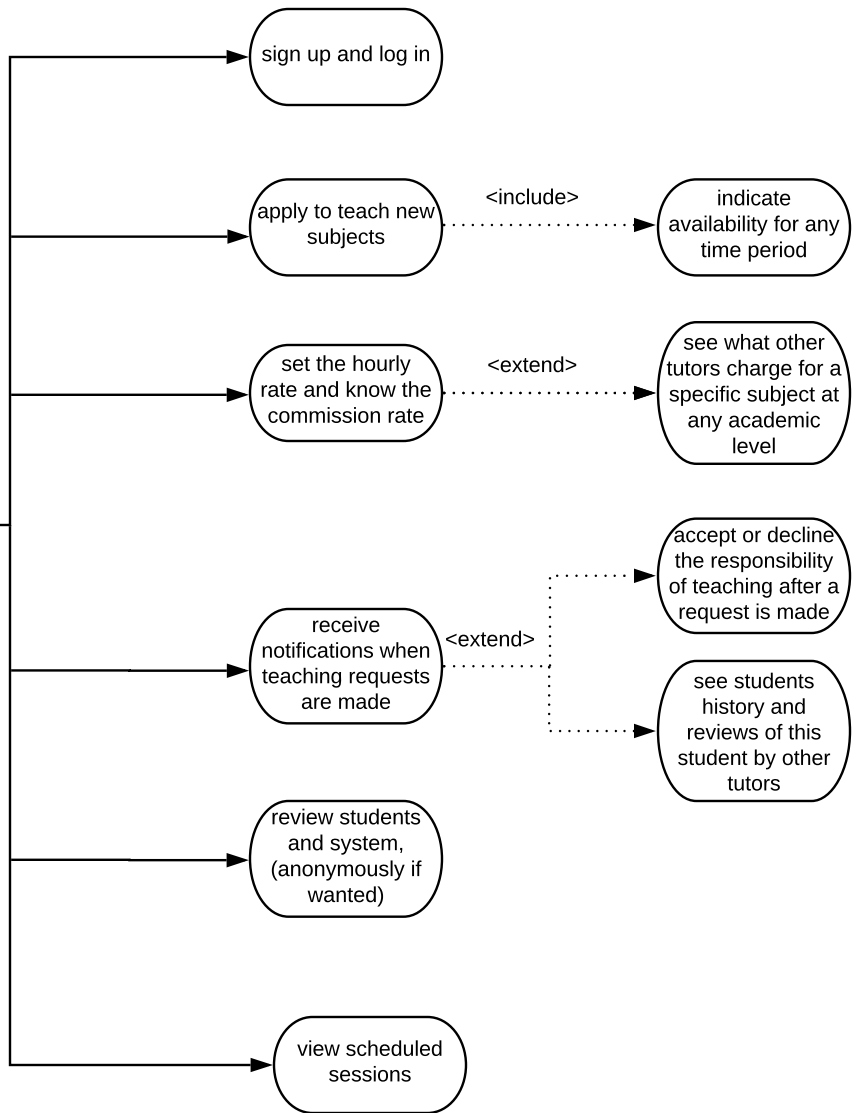 sign up and log in
apply to teach new
subjects
<include>
indicate
availability for any
time period
set the hourly
rate and know the
commission rate
<extend>
see what other
tutors charge for a
specific subject at
any academic
level
receive
notifications when
teaching requests
are made
<extend>
accept or decline
the responsibility
of teaching after a
request is made
see students
history and
reviews of this
student by other
tutors
review students
and system,
(anonymously if
wanted)
view scheduled
sessions